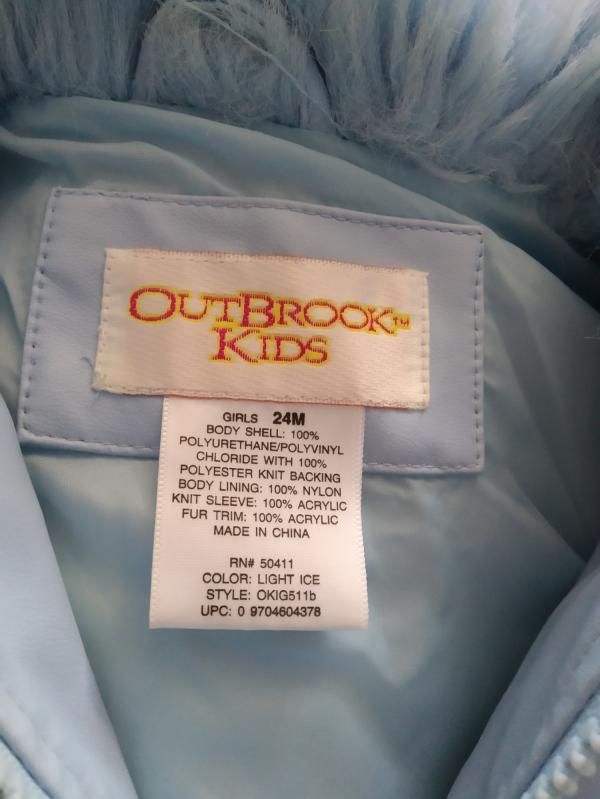 OUTBROOK™
KIDS
GIRLS 24M
BODY SHELL: 100%
POLYURETHANE/POLYVINYL
CHLORIDE WITH 100%
POLYESTER KNIT BACKING
BODY LINING: 100% NYLON
KNIT SLEEVE: 100% ACRYLIC
FUR TRIM: 100% ACRYLIC
MADE IN CHINA
RN# 50411
COLOR: LIGHT ICE
STYLE: OKIG511b
UPC: 0 9704604378